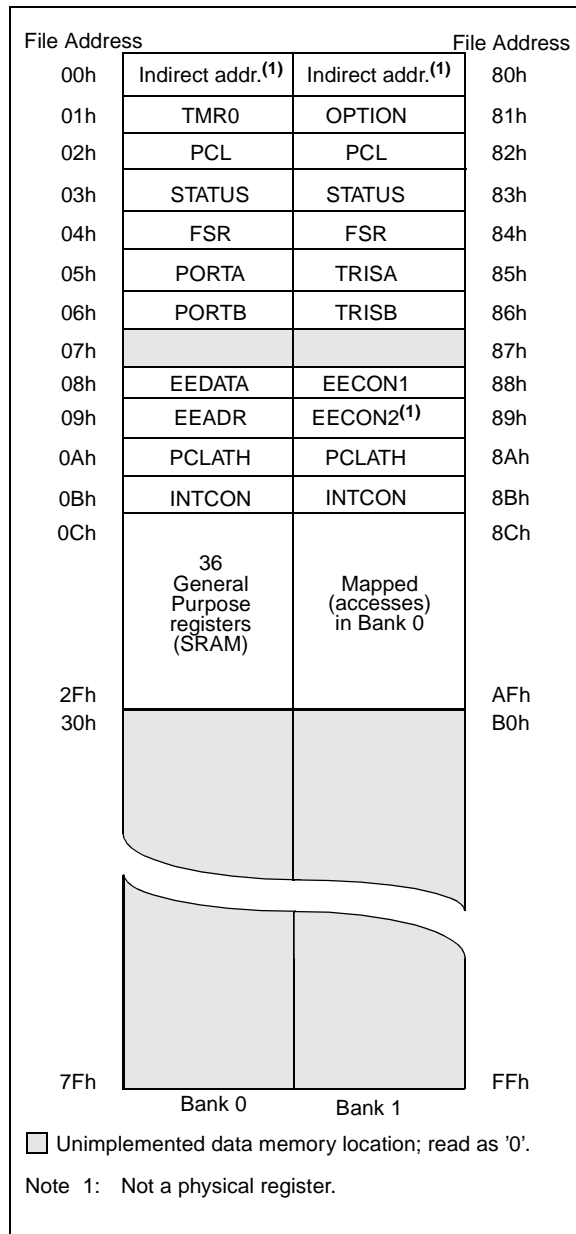 File Address File Address
00h Indirect addr.(1) Indirect addr.(1) 80h
01h TMR0 OPTION 81h
02h PCL PCL 82h
03h STATUS STATUS 83h
04h FSR FSR 84h
05h PORTA TRISA 85h
06h PORTB TRISB 86h
07h 87h
08h EEDATA EECON1 88h
09h EEADR EECON2(1) 89h
0Ah PCLATH PCLATH 8Ah
0Bh INTCON INTCON 8Bh
0Ch 8Ch
36
General
Purpose
registers
(SRAM)
Mapped
(accesses)
in Bank 0
2Fh AFh
30h B0h
7Fh FFh
Bank 0 Bank 1
Unimplemented data memory location; read as '0'.
Note 1: Not a physical register.